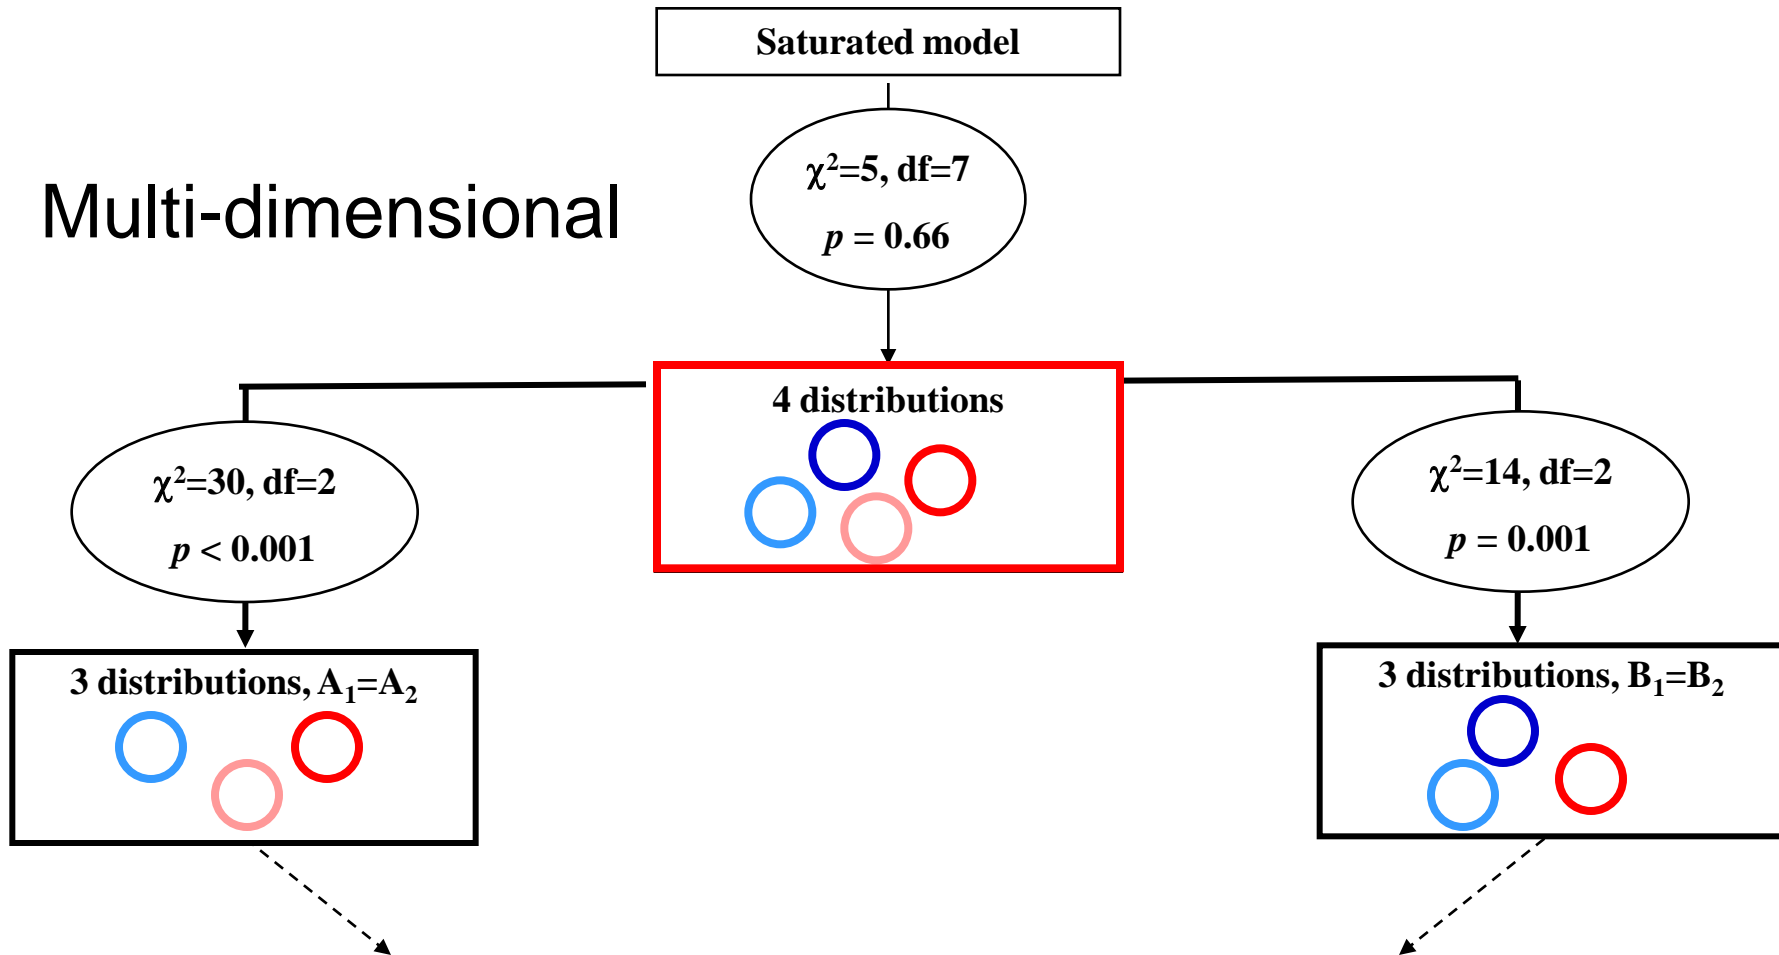 Saturated model
χ²=5, df=7
p = 0.66
Multi-dimensional
4 distributions
χ²=30, df=2
p < 0.001
χ²=14, df=2
p = 0.001
3 distributions, A₁=A₂
3 distributions, B₁=B₂